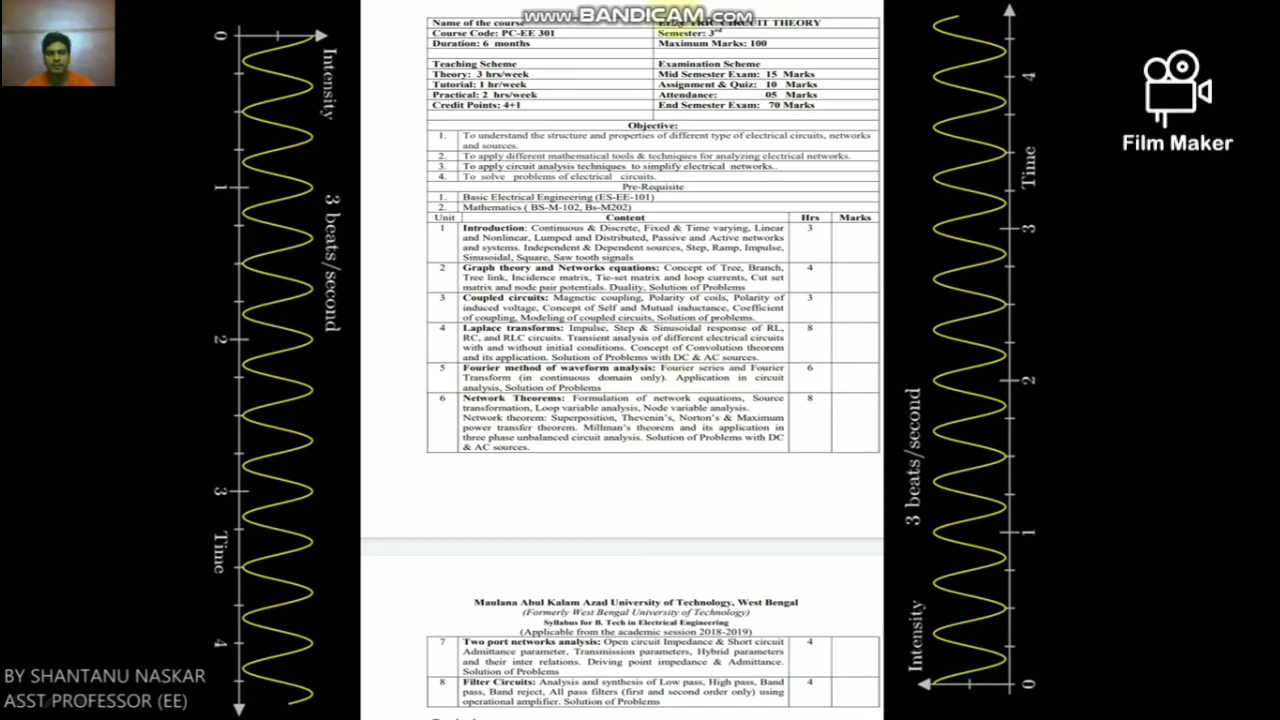 www.BANDICAM.com
Name of the course
CIRCUIT THEORY
Course Code: PC-EE 301
Semester: 3rd
Duration: 6 months
Maximum Marks: 100
Teaching Scheme
Examination Scheme
Theory: 3 hrs/week
Mid Semester Exam: 15 Marks
Tutorial: 1 hr/week
Assignment & Quiz: 10 Marks
Practical: 2 hrs/week
Attendance: 05 Marks
Credit Points: 4+1
End Semester Exam: 70 Marks
Objective:
1. To understand the structure and properties of different type of electrical circuits, networks
and sources.
2. To apply different mathematical tools & techniques for analyzing electrical networks.
3. To apply circuit analysis techniques to simplify electrical networks..
4. To solve problems of electrical circuits.
Pre-Requisite
1. Basic Electrical Engineering (ES-EE-101)
2. Mathematics ( BS-M-102, Bs-M202)
Unit Content Hrs Marks
1 Introduction: Continuous & Discrete, Fixed & Time varying, Linear 3
and Nonlinear, Lumped and Distributed, Passive and Active networks
and systems. Independent & Dependent sources, Step, Ramp, Impulse,
Sinusoidal, Square, Saw tooth signals
2 Graph theory and Networks equations: Concept of Tree, Branch, 4
Tree link, Incidence matrix, Tie-set matrix and loop currents, Cut set
matrix and node pair potentials. Duality, Solution of Problems
3 Coupled circuits: Magnetic coupling, Polarity of coils, Polarity of 3
induced voltage, Concept of Self and Mutual inductance, Coefficient
of coupling, Modeling of coupled circuits, Solution of problems.
4 Laplace transforms: Impulse, Step & Sinusoidal response of RL, 8
RC, and RLC circuits. Transient analysis of different electrical circuits
with and without initial conditions. Concept of Convolution theorem
and its application. Solution of Problems with DC & AC sources.
5 Fourier method of waveform analysis: Fourier series and Fourier 6
Transform (in continuous domain only). Application in circuit
analysis, Solution of Problems
6 Network Theorems: Formulation of network equations, Source 8
transformation, Loop variable analysis, Node variable analysis.
Network theorem: Superposition, Thevenin's, Norton's & Maximum
power transfer theorem. Millman's theorem and its application in
three phase unbalanced circuit analysis. Solution of Problems with DC
& AC sources.
Maulana Abul Kalam Azad University of Technology, West Bengal
(Formerly West Bengal University of Technology)
Syllabus for B. Tech in Electrical Engineering
(Applicable from the academic session 2018-2019)
7 Two port networks analysis: Open circuit Impedance & Short circuit 4
Admittance parameter, Transmission parameters, Hybrid parameters
and their inter relations. Driving point impedance & Admittance.
Solution of Problems
8 Filter Circuits: Analysis and synthesis of Low pass, High pass, Band 4
pass, Band reject, All pass filters (first and second order only) using
operational amplifier. Solution of Problems
0
1
2
3
4
Intensity
3 beats/second
Time
4
3
2
1
0
Time
3 beats/second
Intensity
Film Maker
BY SHANTANU NASKAR
ASST PROFESSOR (EE)